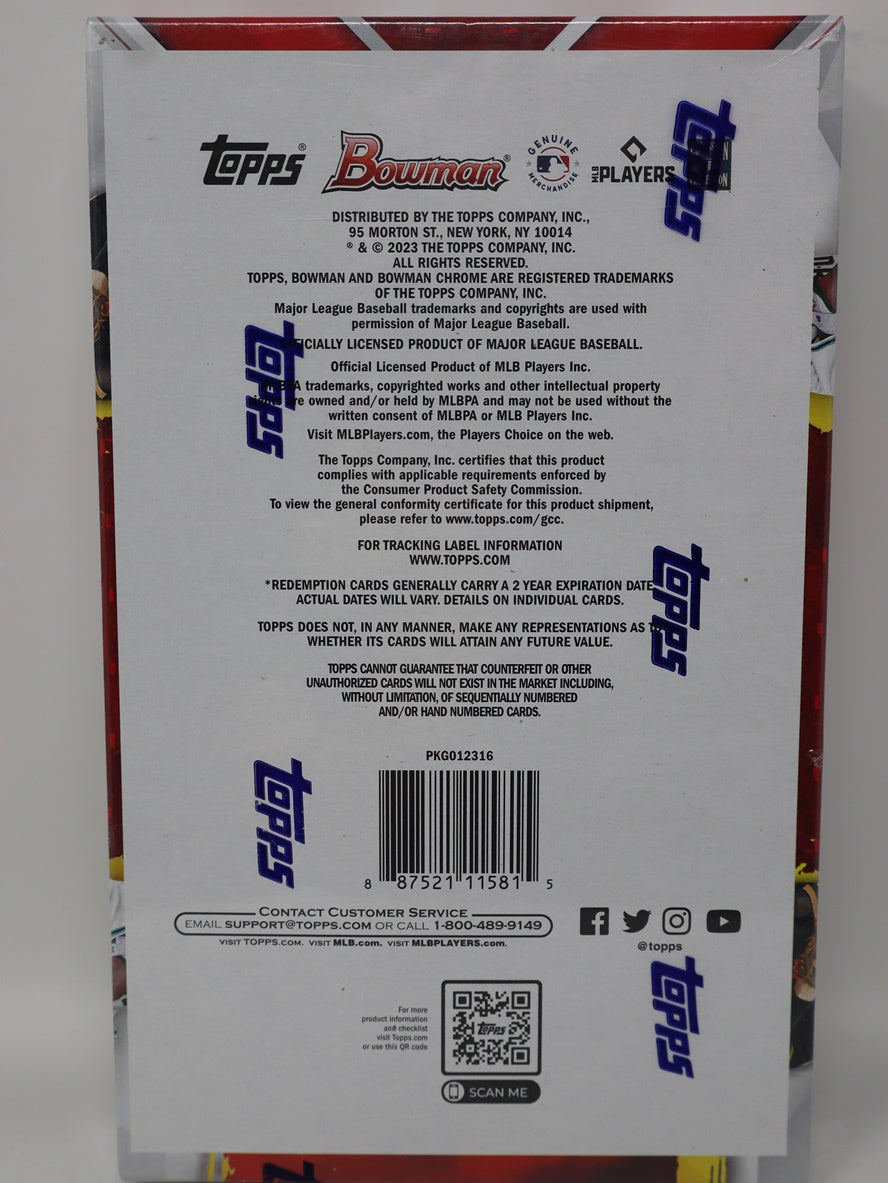 TOPPS®
Bowman®
GENUINE MERCHANDISE
MLB PLAYERS
TOPPS
DISTRIBUTED BY THE TOPPS COMPANY, INC.,
95 MORTON ST., NEW YORK, NY 10014
® & © 2023 THE TOPPS COMPANY, INC.
ALL RIGHTS RESERVED.
TOPPS, BOWMAN AND BOWMAN CHROME ARE REGISTERED TRADEMARKS
OF THE TOPPS COMPANY, INC.
Major League Baseball trademarks and copyrights are used with
permission of Major League Baseball.
OFFICIALLY LICENSED PRODUCT OF MAJOR LEAGUE BASEBALL.
TOPPS
Official Licensed Product of MLB Players Inc.
MLBPA trademarks, copyrighted works and other intellectual property
rights are owned and/or held by MLBPA and may not be used without the
written consent of MLBPA or MLB Players Inc.
Visit MLBPlayers.com, the Players Choice on the web.
The Topps Company, Inc. certifies that this product
complies with applicable requirements enforced by
the Consumer Product Safety Commission.
To view the general conformity certificate for this product shipment,
please refer to www.topps.com/gcc.
FOR TRACKING LABEL INFORMATION
WWW.TOPPS.COM
TOPPS
*REDEMPTION CARDS GENERALLY CARRY A 2 YEAR EXPIRATION DATE
ACTUAL DATES WILL VARY. DETAILS ON INDIVIDUAL CARDS.
TOPPS DOES NOT, IN ANY MANNER, MAKE ANY REPRESENTATIONS AS TO
WHETHER ITS CARDS WILL ATTAIN ANY FUTURE VALUE.
TOPPS CANNOT GUARANTEE THAT COUNTERFEIT OR OTHER
UNAUTHORIZED CARDS WILL NOT EXIST IN THE MARKET INCLUDING,
WITHOUT LIMITATION, OF SEQUENTIALLY NUMBERED
AND/OR HAND NUMBERED CARDS.
PKG012316
TOPPS
8 87521 11581 5
CONTACT CUSTOMER SERVICE
EMAIL SUPPORT@TOPPS.COM OR CALL 1-800-489-9149
VISIT TOPPS.COM. VISIT MLB.com. VISIT MLBPLAYERS.com.
@topps
TOPPS
For more
product information
and checklist
visit Topps.com
or use this QR code
TOPPS
SCAN ME